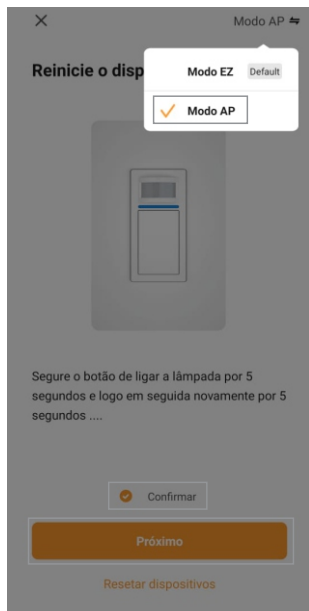 Modo AP
Reinicie o disp
Modo EZ Default
Modo AP
Segure o botão de ligar a lâmpada por 5
segundos e logo em seguida novamente por 5
segundos ....
Confirmar
Próximo
Resetar dispositivos